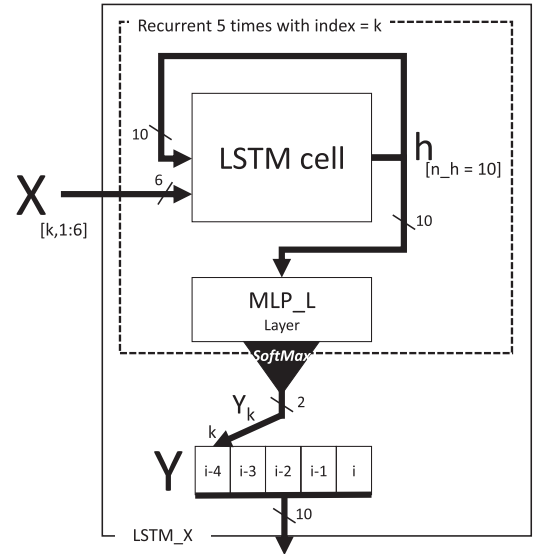 Recurrent 5 times with index = k
10
LSTM cell
h
[n_h = 10]
6
X
[k,1:6]
10
MLP_L
Layer
SoftMax
Yk
2
k
Y
i-4 i-3 i-2 i-1 i
10
LSTM_X